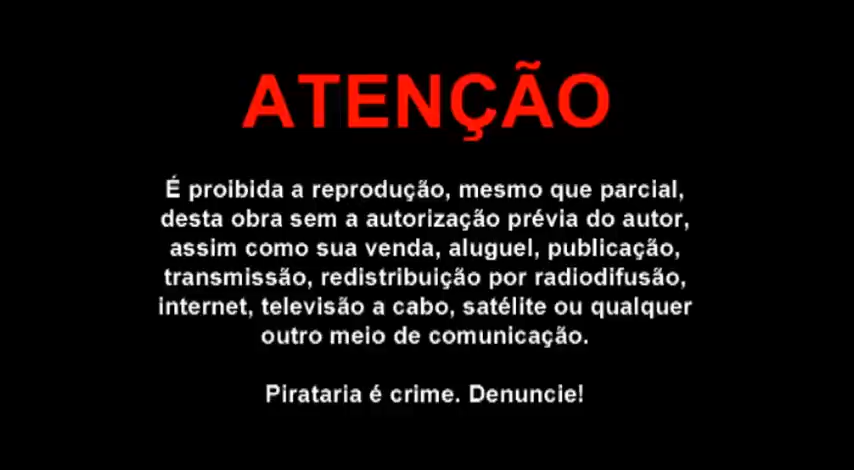 ATENÇÃO
É proibida a reprodução, mesmo que parcial,
desta obra sem a autorização prévia do autor,
assim como sua venda, aluguel, publicação,
transmissão, redistribuição por radiodifusão,
internet, televisão a cabo, satélite ou qualquer
outro meio de comunicação.
Pirataria é crime. Denuncie!